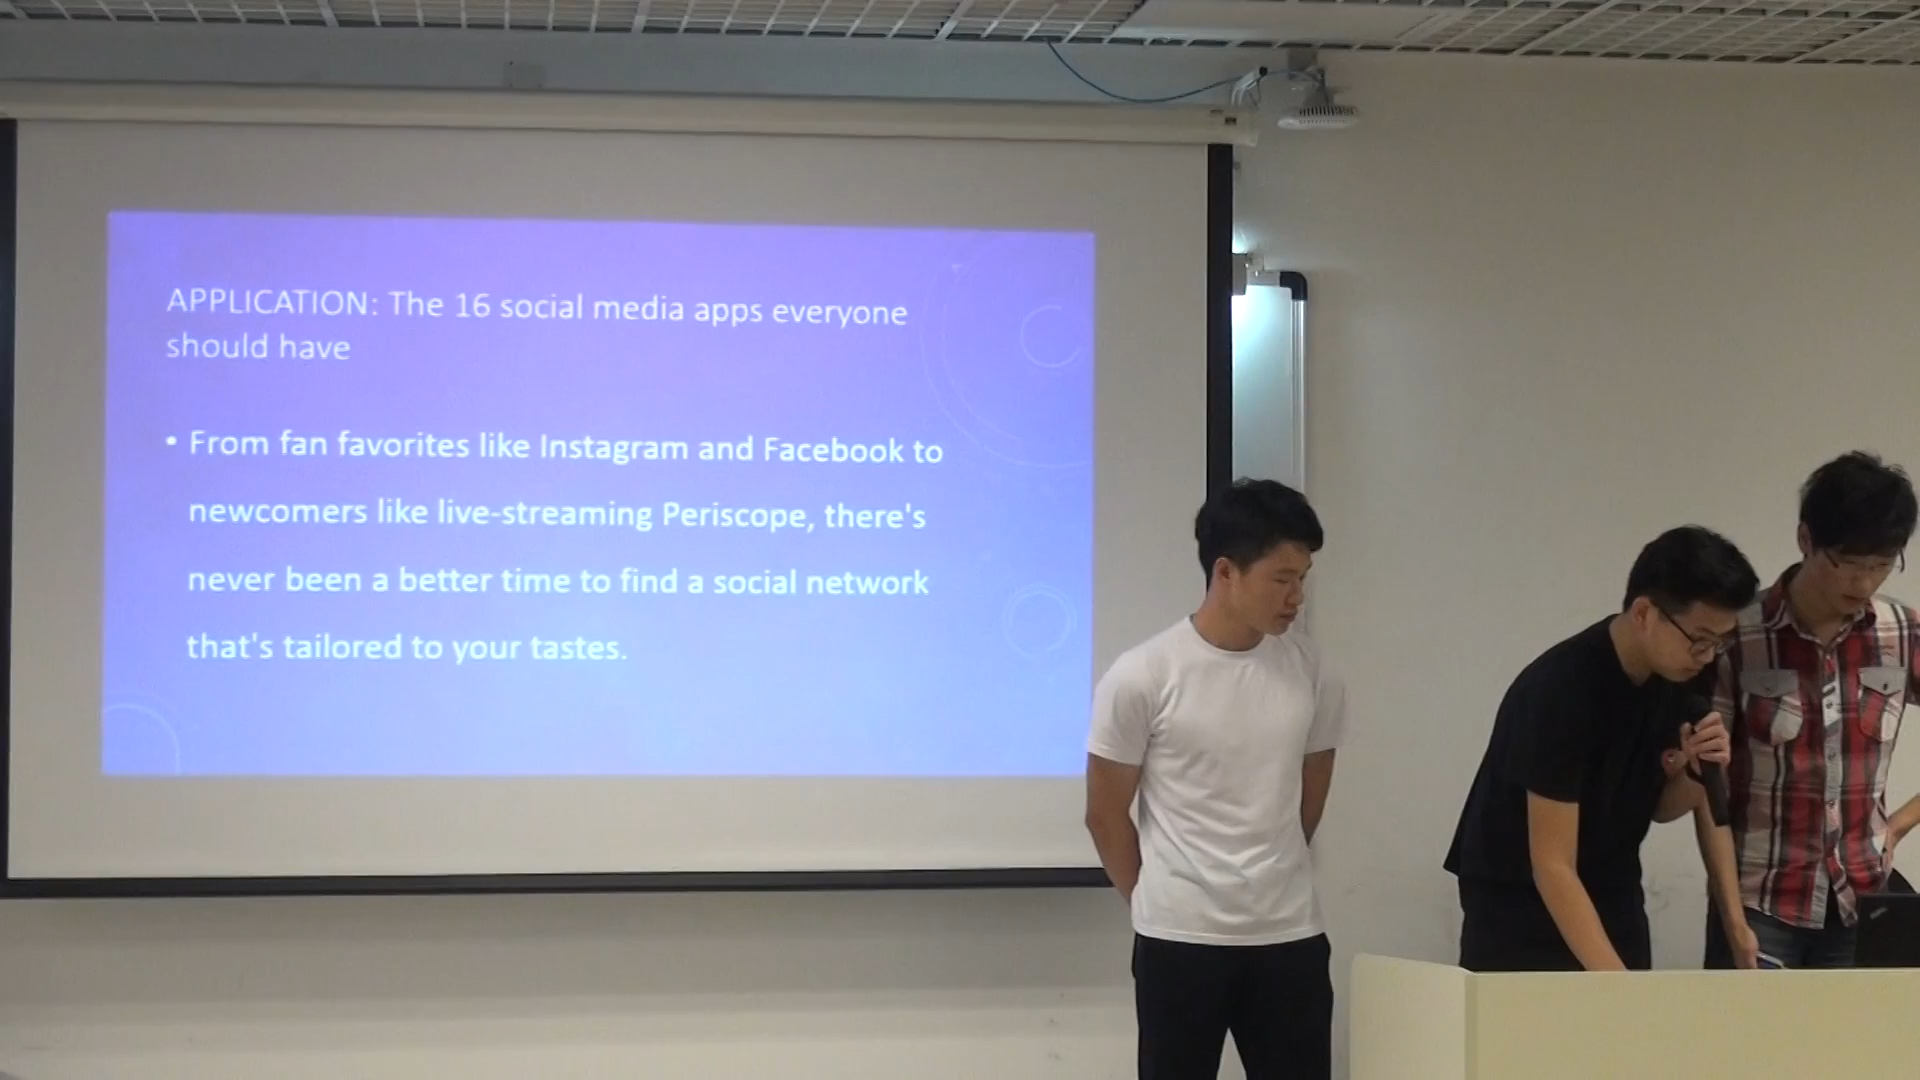 APPLICATION: The 16 social media apps everyone
should have
• From fan favorites like Instagram and Facebook to
newcomers like live-streaming Periscope, there's
never been a better time to find a social network
that's tailored to your tastes.